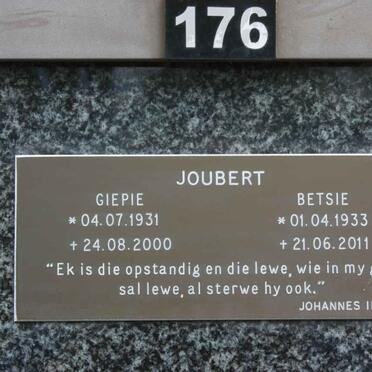 176
JOUBERT
GIEPIE BETSIE
* 04.07.1931 * 01.04.1933
+ 24.08.2000 + 21.06.2011
“Ek is die opstandig en die lewe, wie in my
sal lewe, al sterwe hy ook.”
JOHANNES